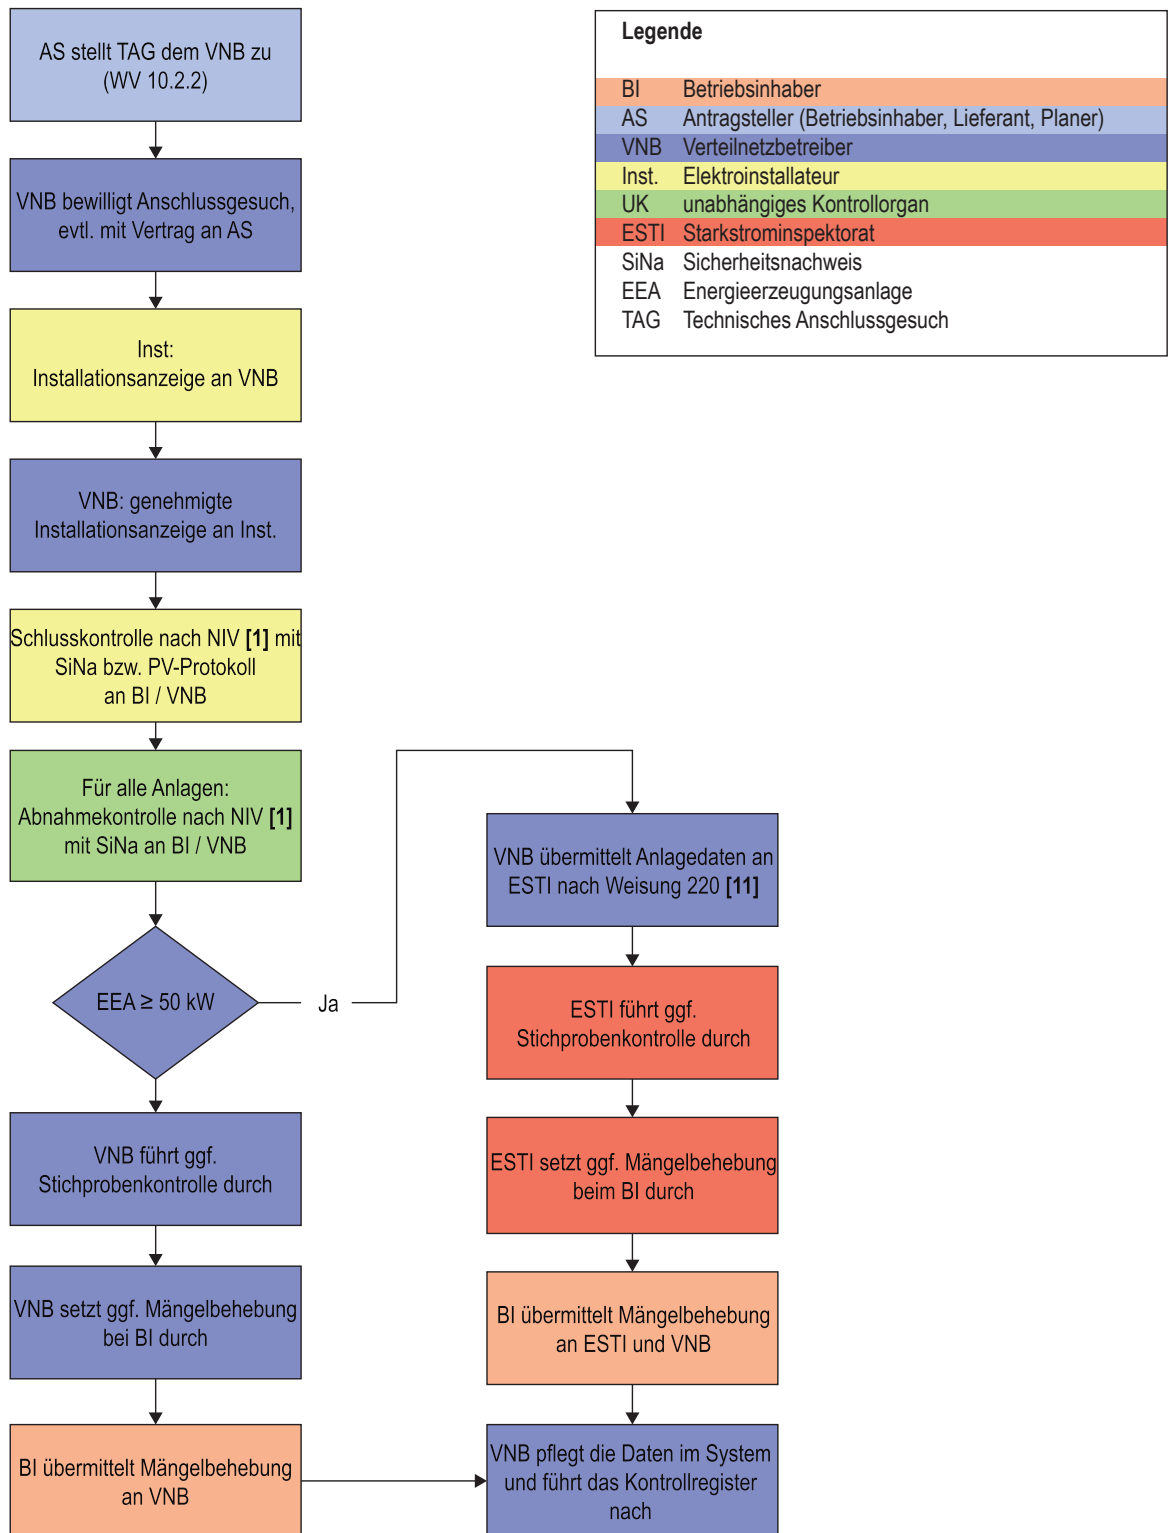 AS stellt TAG dem VNB zu
(WV 10.2.2)
VNB bewilligt Anschlussgesuch,
evtl. mit Vertrag an AS
Inst:
Installationsanzeige an VNB
VNB: genehmigte
Installationsanzeige an Inst.
Schlusskontrolle nach NIV [1] mit
SiNa bzw. PV-Protokoll
an BI / VNB
Für alle Anlagen:
Abnahmekontrolle nach NIV [1]
mit SiNa an BI / VNB
EEA ≥ 50 kW
Ja
VNB führt ggf.
Stichprobenkontrolle durch
VNB setzt ggf. Mängelbehebung
bei BI durch
BI übermittelt Mängelbehebung
an VNB
VNB übermittelt Anlagedaten an
ESTI nach Weisung 220 [11]
ESTI führt ggf.
Stichprobenkontrolle durch
ESTI setzt ggf. Mängelbehebung
beim BI durch
BI übermittelt Mängelbehebung
an ESTI und VNB
VNB pflegt die Daten im System
und führt das Kontrollregister
nach
Legende
BI Betriebsinhaber
AS Antragsteller (Betriebsinhaber, Lieferant, Planer)
VNB Verteilnetzbetreiber
Inst. Elektroinstallateur
UK unabhängiges Kontrollorgan
ESTI Starkstrominspektorat
SiNa Sicherheitsnachweis
EEA Energieerzeugungsanlage
TAG Technisches Anschlussgesuch